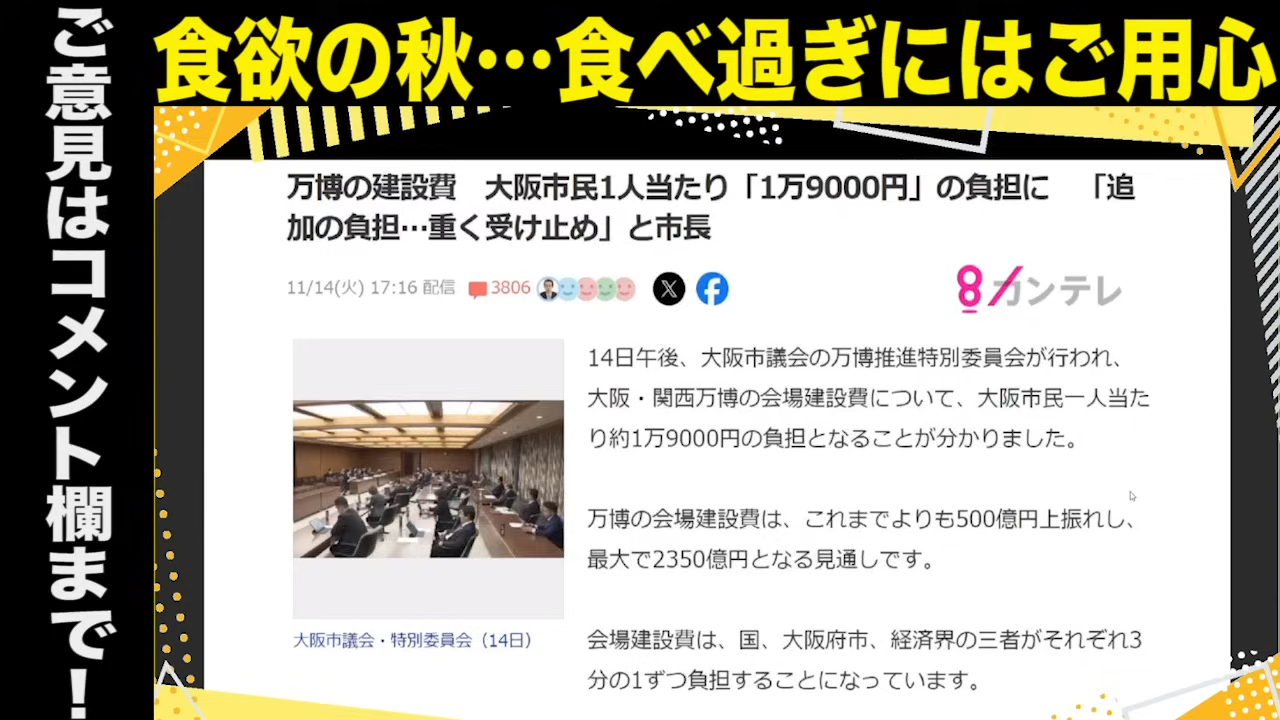 食欲の秋…食べ過ぎにはご用心
ご意見はコメント欄まで！
万博の建設費　大阪市民1人当たり「1万9000円」の負担に　「追
加の負担…重く受け止め」と市長
11/14(火) 17:16 配信 3806
8カンテレ
14日午後、大阪市議会の万博推進特別委員会が行われ、
大阪・関西万博の会場建設費について、大阪市民一人当た
り約1万9000円の負担となることが分かりました。
万博の会場建設費は、これまでよりも500億円上振れし、
最大で2350億円となる見通しです。
大阪市議会・特別委員会（14日）
会場建設費は、国、大阪府市、経済界の三者がそれぞれ3
分の1ずつ負担することになっています。